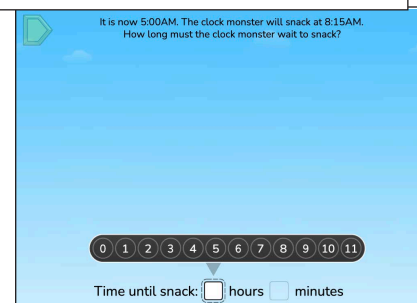 It is now 5:00AM. The clock monster will snack at 8:15AM.
How long must the clock monster wait to snack?
0 1 2 3 4 5 6 7 8 9 10 11
Time until snack: hours minutes